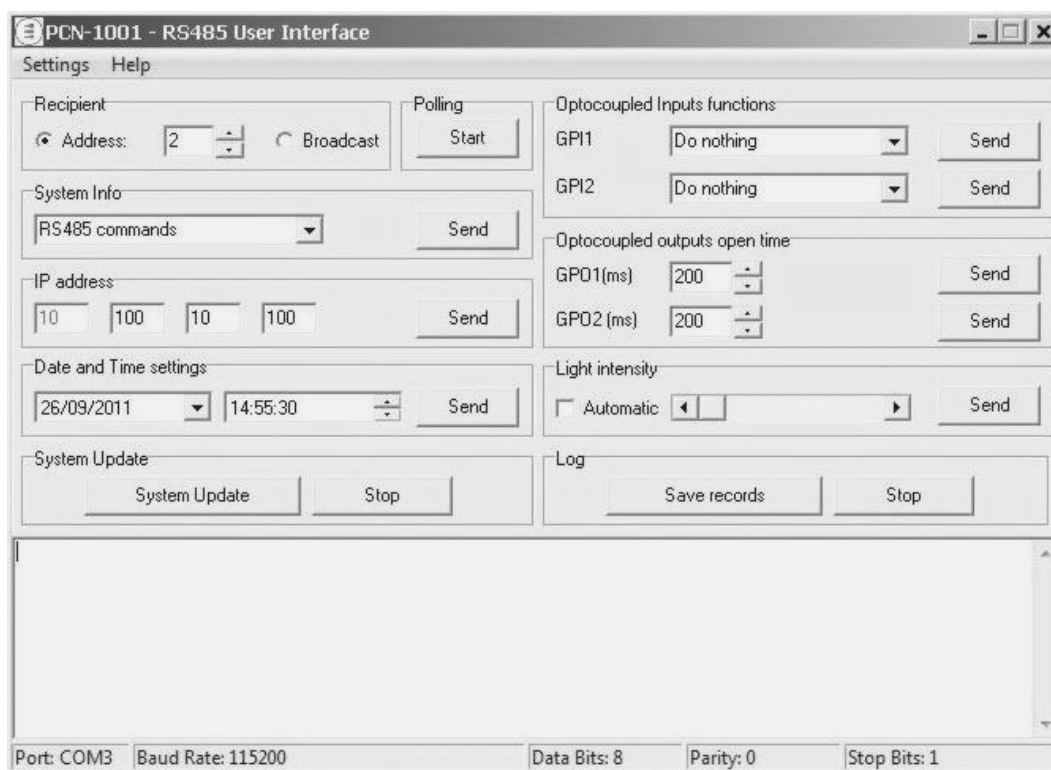 PCN-1001 - RS485 User Interface
Settings Help
Recipient
Address: 2 Broadcast
Polling
Start
System Info
RS485 commands Send
IP address
10 100 10 100 Send
Date and Time settings
26/09/2011 14:55:30 Send
System Update
System Update Stop
Optocoupled Inputs functions
GPI1 Do nothing Send
GPI2 Do nothing Send
Optocoupled outputs open time
GPO1(ms) 200 Send
GPO2 (ms) 200 Send
Light intensity
Automatic Send
Log
Save records Stop
Port: COM3 Baud Rate: 115200 Data Bits: 8 Parity: 0 Stop Bits: 1